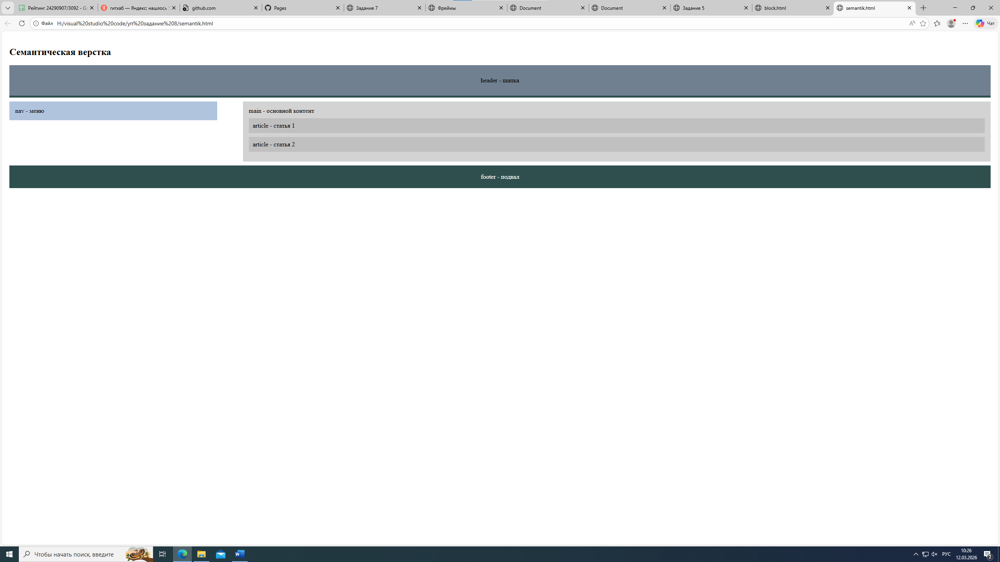 Рейтинг 24290907/3092 - Go
гитхаб — Яндекс: нашлось 5
github.com
Pages
Задание 7
Фреймы
Document
Document
Задание 5
block.html
semantik.html
Файл
H:/visual%20studio%20code/уп%20задание%208/semantik.html
Чат
Семантическая верстка
header - шапка
nav - меню
main - основной контент
article - статья 1
article - статья 2
footer - подвал
Чтобы начать поиск, введите
РУС
10:26
12.03.2026
2